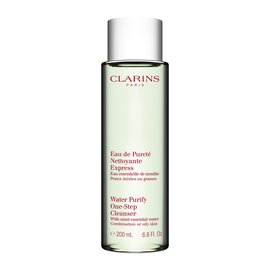 CLARINS
PARIS
Eau de Pureté
Nettoyante
Express
Eau essentielle de menthe
Peaux mixtes ou grasses
Water Purify
One-Step
Cleanser
With mint essential water
Combination or oily skin
℮ 200 mL 6.8 Fl. Oz.